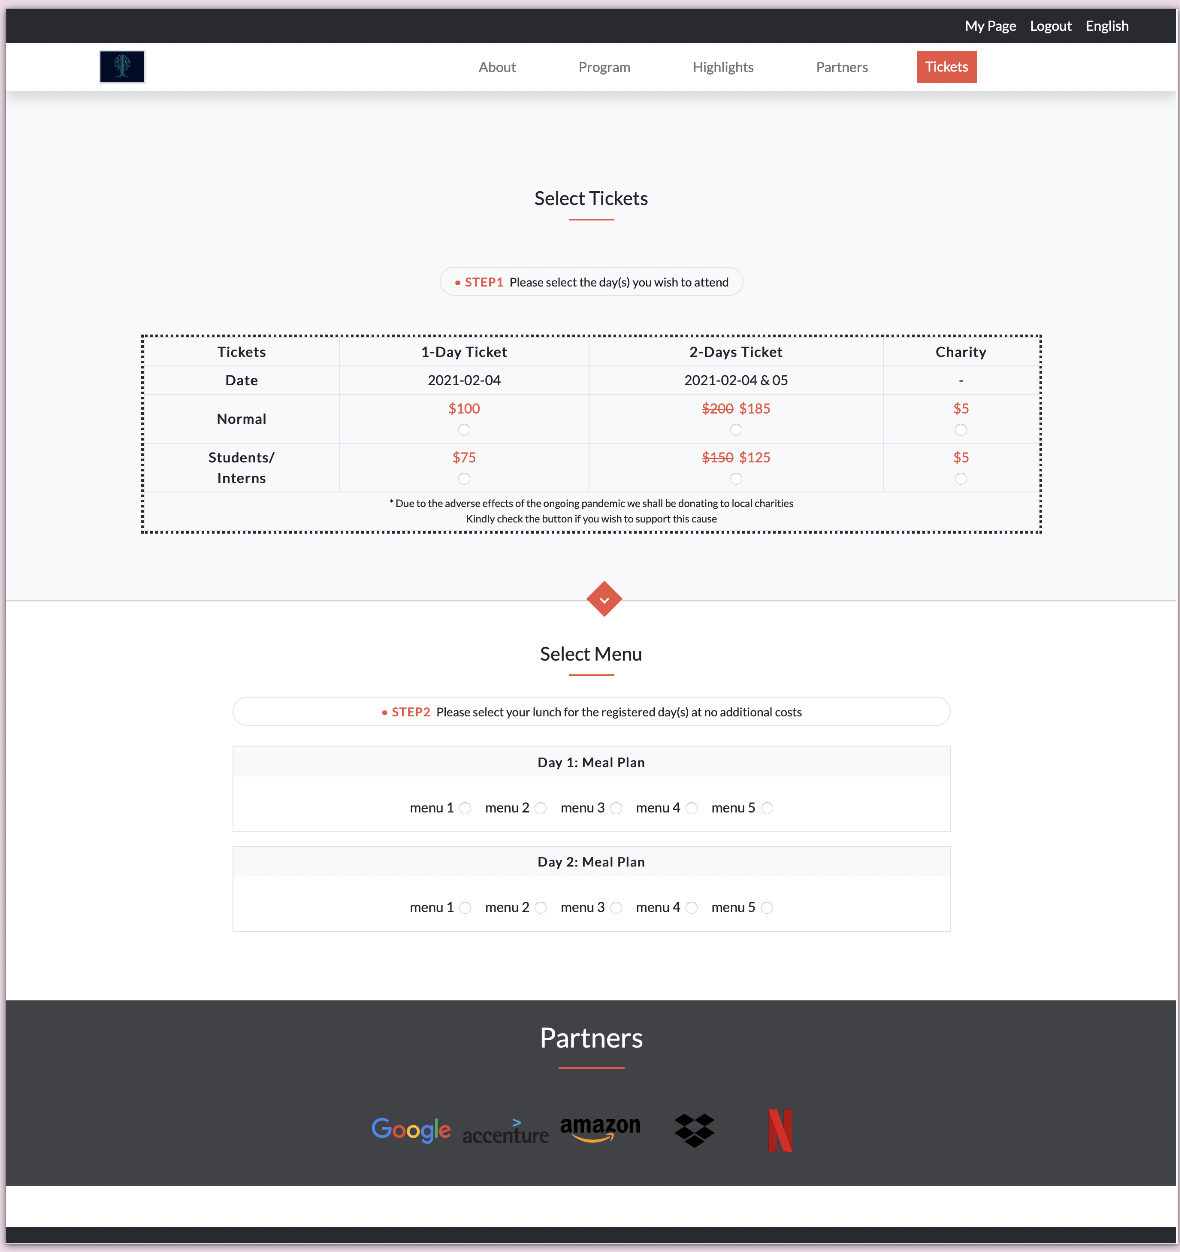 My Page Logout English
About Program Highlights Partners Tickets
Select Tickets
• STEP1 Please select the day(s) you wish to attend
Tickets 1-Day Ticket 2-Days Ticket Charity
Date 2021-02-04 2021-02-04 & 05 -
Normal $100 $200 $185 $5
Students/
Interns $75 $150 $125 $5
* Due to the adverse effects of the ongoing pandemic we shall be donating to local charities
Kindly check the button if you wish to support this cause
Select Menu
• STEP2 Please select your lunch for the registered day(s) at no additional costs
Day 1: Meal Plan
menu 1 menu 2 menu 3 menu 4 menu 5
Day 2: Meal Plan
menu 1 menu 2 menu 3 menu 4 menu 5
Partners
Google accenture amazon N